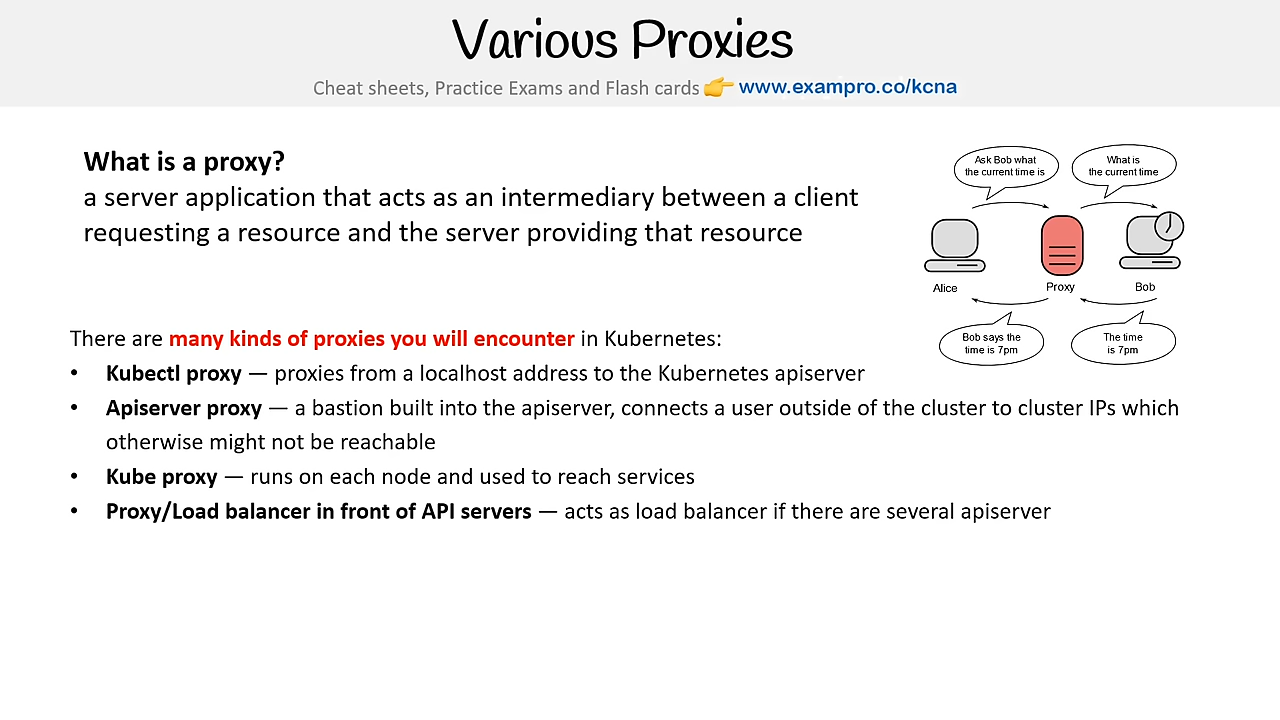 Various Proxies
Cheat sheets, Practice Exams and Flash cards 👉 www.exampro.co/kcna
What is a proxy?
a server application that acts as an intermediary between a client
requesting a resource and the server providing that resource
Ask Bob what
the current time is
What is
the current time
Alice
Proxy
Bob
Bob says the
time is 7pm
The time
is 7pm
There are many kinds of proxies you will encounter in Kubernetes:
• Kubectl proxy — proxies from a localhost address to the Kubernetes apiserver
• Apiserver proxy — a bastion built into the apiserver, connects a user outside of the cluster to cluster IPs which
otherwise might not be reachable
• Kube proxy — runs on each node and used to reach services
• Proxy/Load balancer in front of API servers — acts as load balancer if there are several apiserver